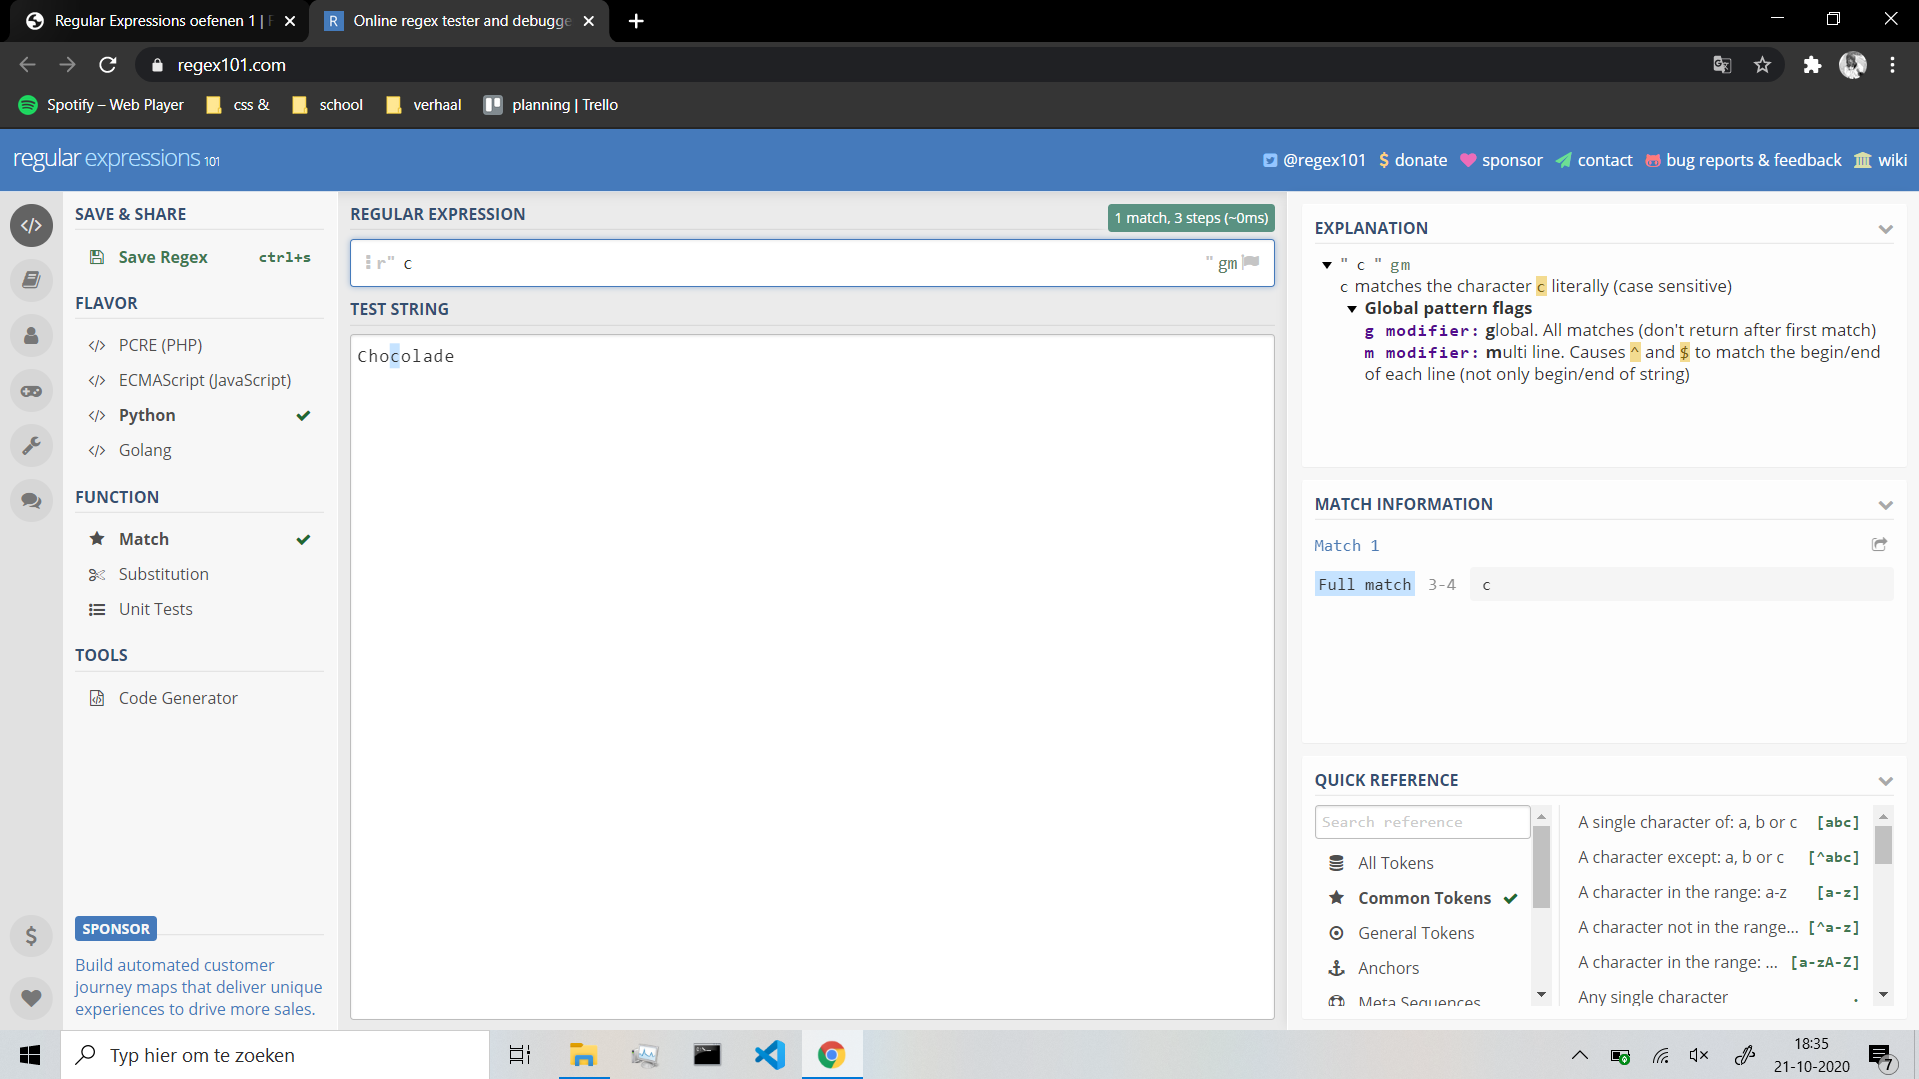 Regular Expressions oefenen 1 |
Online regex tester and debugge
regex101.com
Spotify – Web Player
css &
school
verhaal
planning | Trello
regular expressions 101
@regex101
donate
sponsor
contact
bug reports & feedback
wiki
SAVE & SHARE
Save Regex ctrl+s
FLAVOR
PCRE (PHP)
ECMAScript (JavaScript)
Python
Golang
FUNCTION
Match
Substitution
Unit Tests
TOOLS
Code Generator
SPONSOR
Build automated customer
journey maps that deliver unique
experiences to drive more sales.
REGULAR EXPRESSION
1 match, 3 steps (~0ms)
r" c " gm
TEST STRING
Chocolade
EXPLANATION
" c " gm
c matches the character c literally (case sensitive)
Global pattern flags
g modifier: global. All matches (don't return after first match)
m modifier: multi line. Causes ^ and $ to match the begin/end
of each line (not only begin/end of string)
MATCH INFORMATION
Match 1
Full match 3-4 c
QUICK REFERENCE
Search reference
All Tokens
Common Tokens
General Tokens
Anchors
Meta Sequences
A single character of: a, b or c [abc]
A character except: a, b or c [^abc]
A character in the range: a-z [a-z]
A character not in the range... [^a-z]
A character in the range: ... [a-zA-Z]
Any single character .
Typ hier om te zoeken
18:35
21-10-2020
7